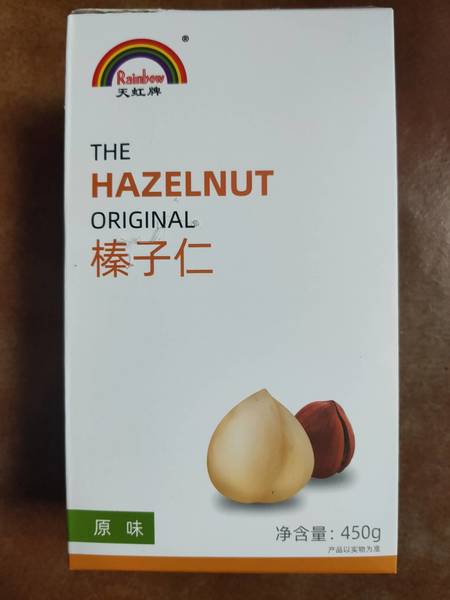 ®
Rainbow
天虹牌
THE
HAZELNUT
ORIGINAL
榛子仁
原味
净含量：450g
产品以实物为准